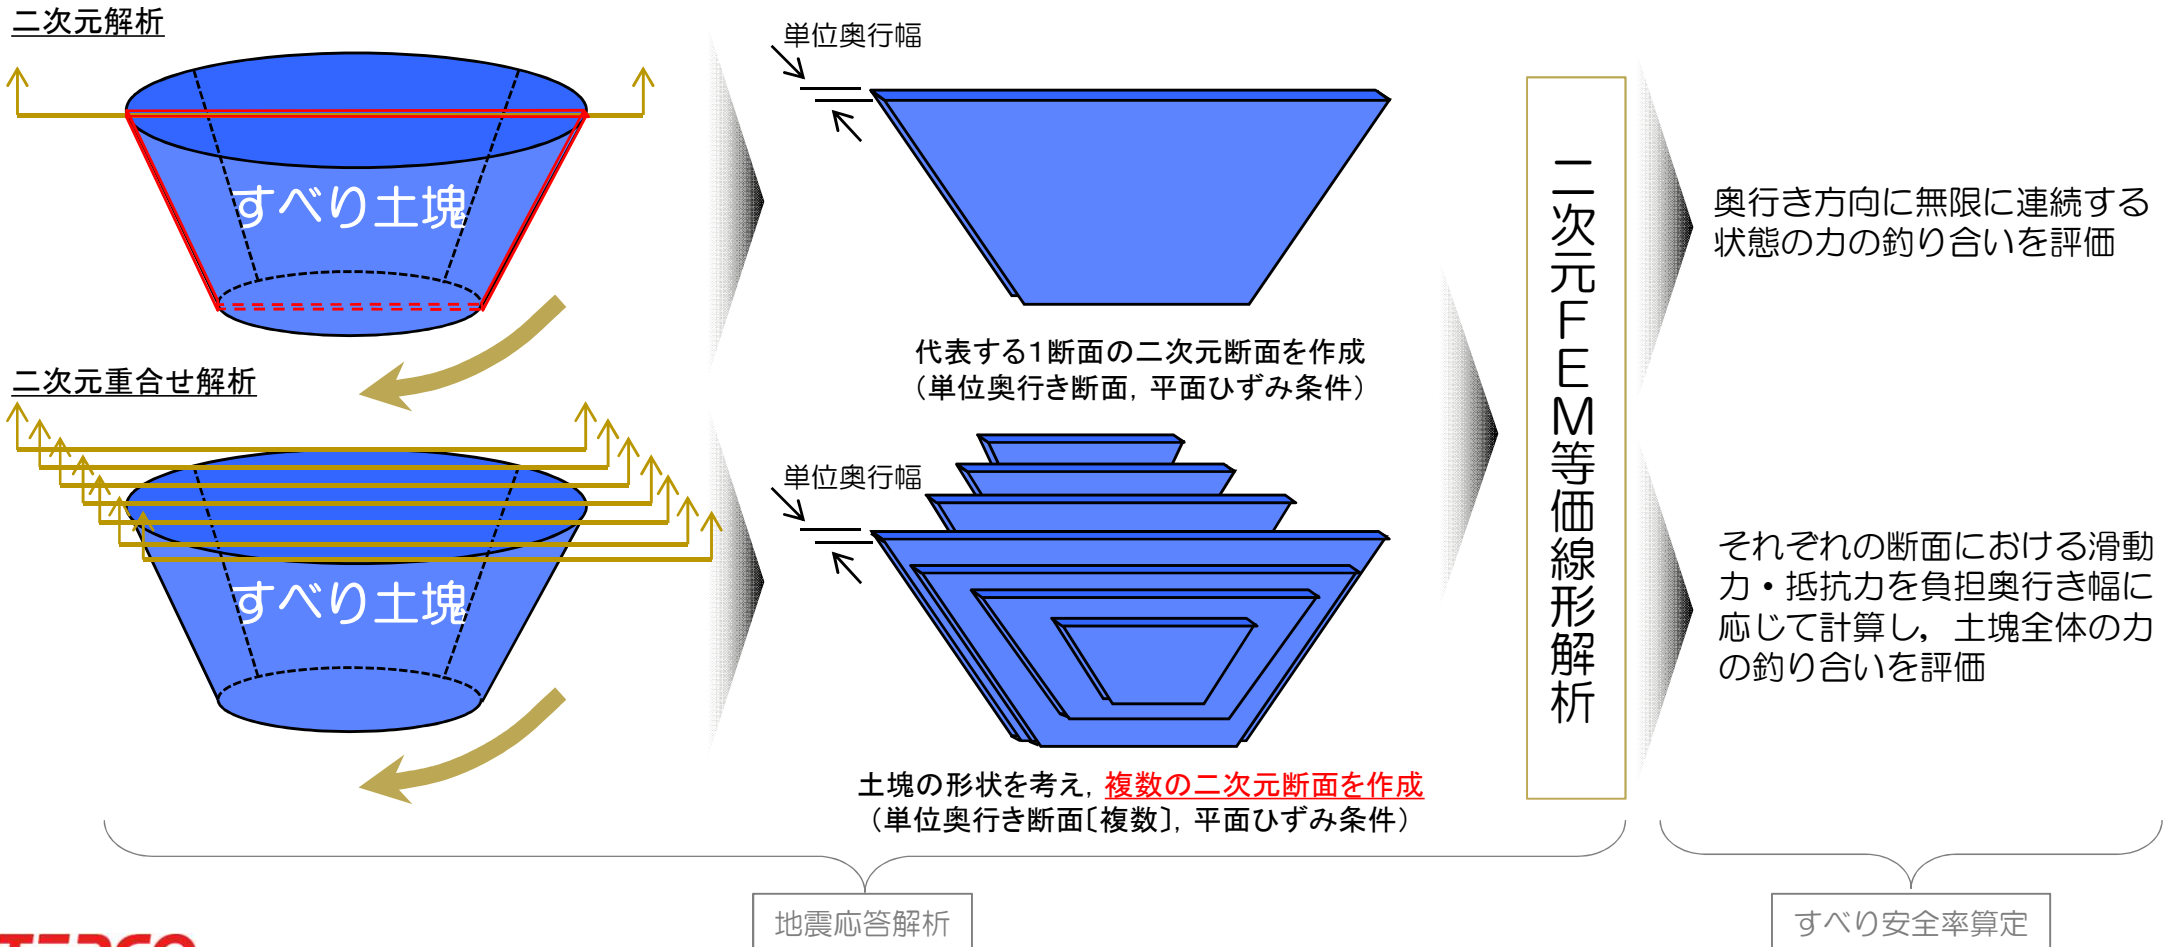 二次元解析
すべり土塊
単位奥行幅
代表する1断面の二次元断面を作成
（単位奥行き断面，平面ひずみ条件）
二次元重合せ解析
すべり土塊
単位奥行幅
土塊の形状を考え，複数の二次元断面を作成
（単位奥行き断面〔複数〕，平面ひずみ条件）
二次元ＦＥＭ等価線形解析
奥行き方向に無限に連続する
状態の力の釣り合いを評価
それぞれの断面における滑動
力・抵抗力を負担奥行き幅に
応じて計算し，土塊全体の力
の釣り合いを評価
地震応答解析
すべり安全率算定